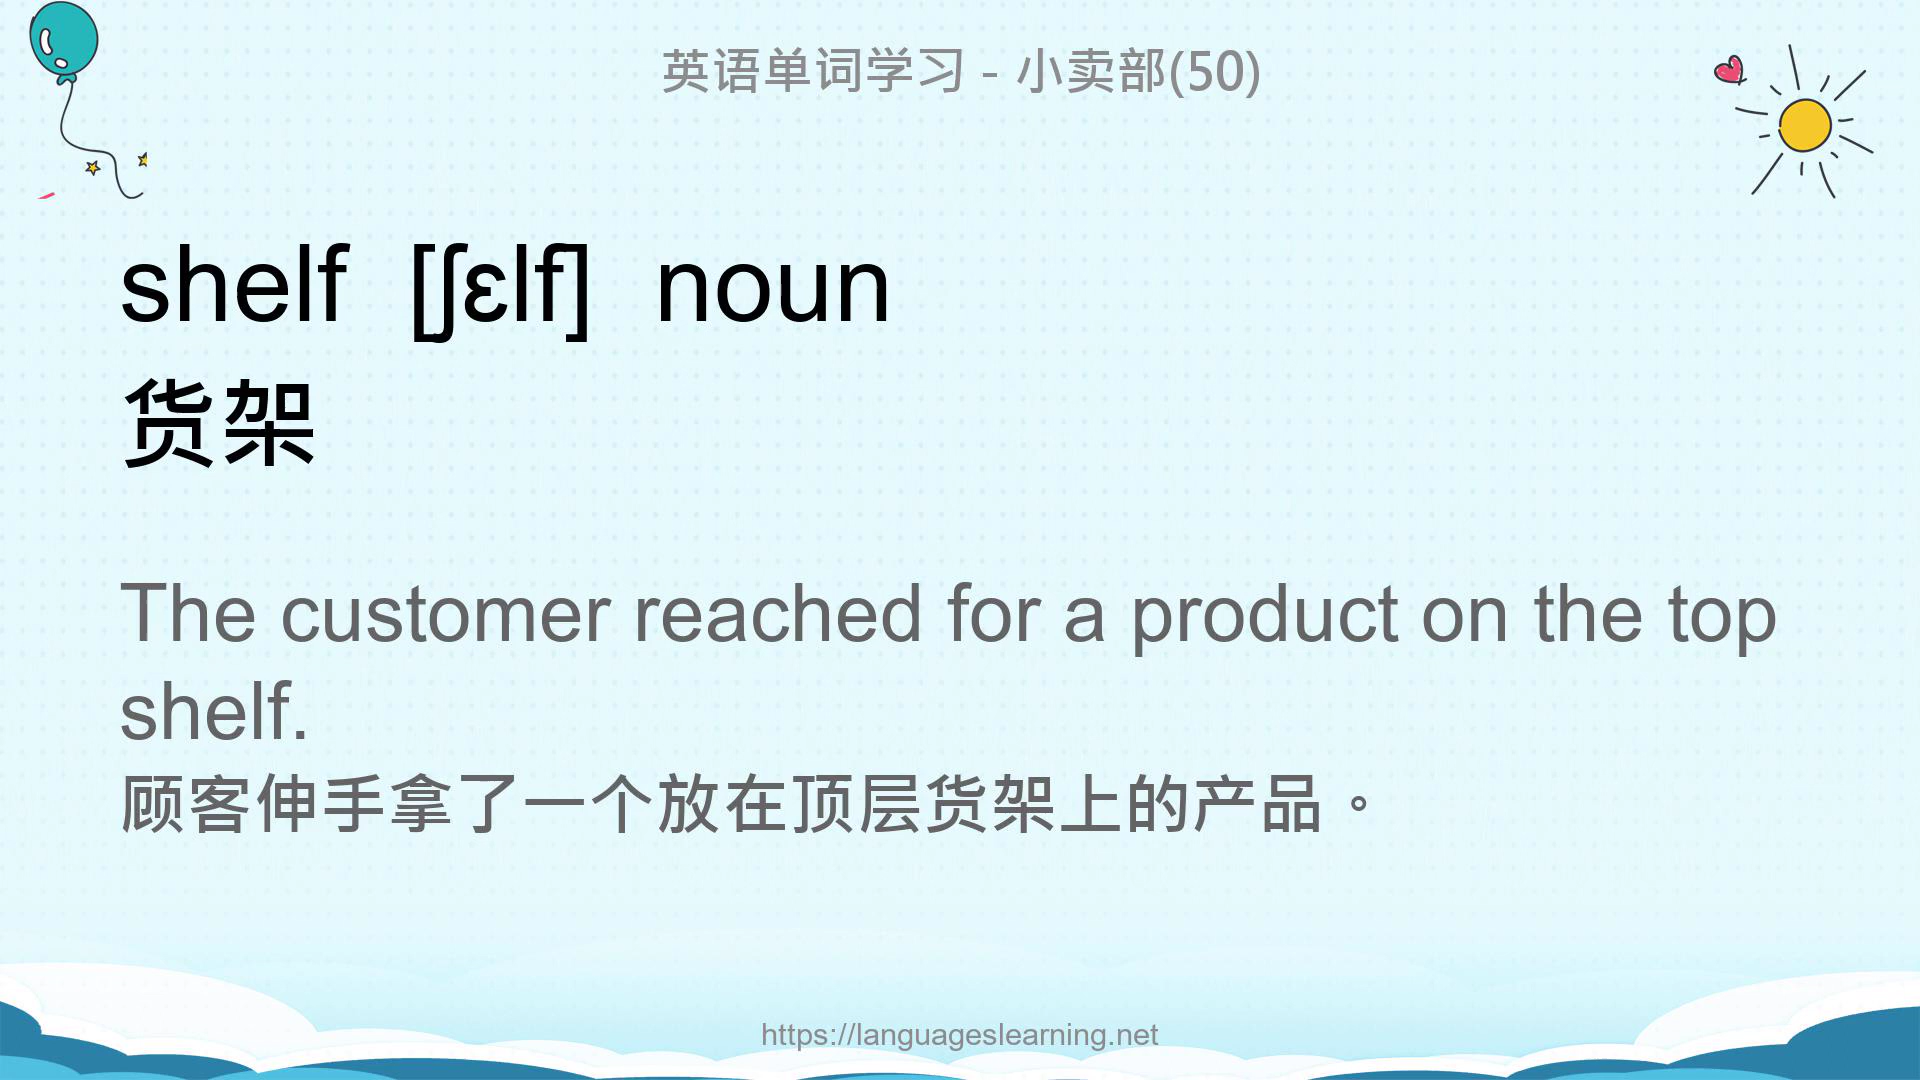 英语单词学习 - 小卖部(50)
shelf [ʃɛlf] noun
货架
The customer reached for a product on the top
shelf.
顾客伸手拿了一个放在顶层货架上的产品。
https://languageslearning.net